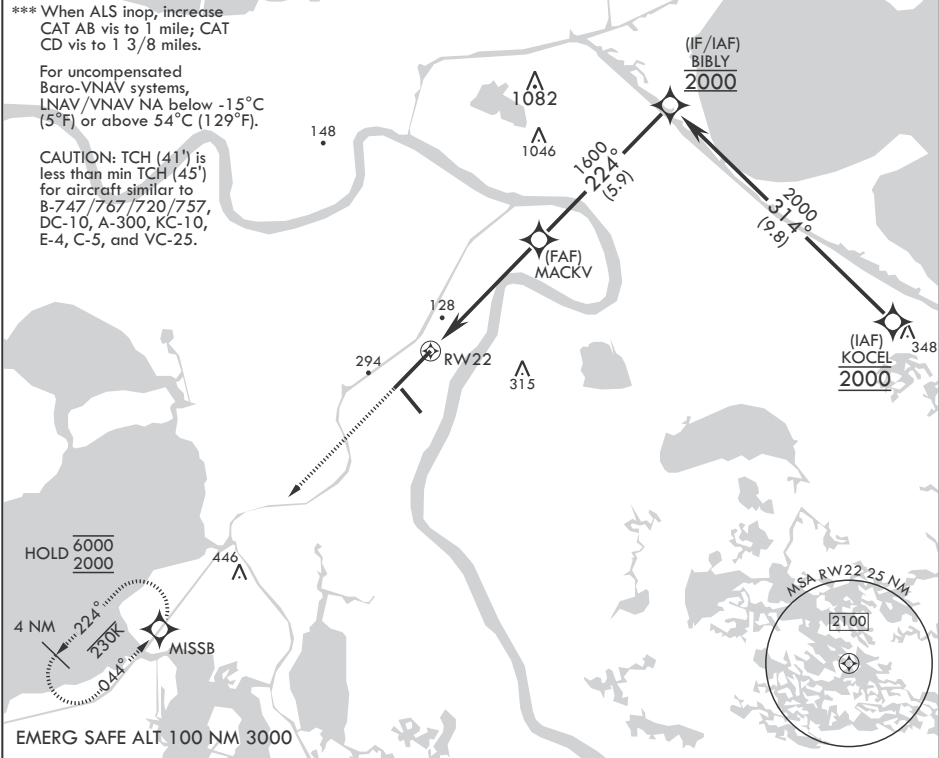 *** When ALS inop, increase
CAT AB vis to 1 mile; CAT
CD vis to 1 3/8 miles.
For uncompensated
Baro-VNAV systems,
LNAV/VNAV NA below -15°C
(5°F) or above 54°C (129°F).
CAUTION: TCH (41') is
less than min TCH (45')
for aircraft similar to
B-747/767/720/757,
DC-10, A-300, KC-10,
E-4, C-5, and VC-25.
(IF/IAF)
BIBLY
2000
1082
1046
148
1600
224°
(5.9)
2000
314°
(9.8)
(FAF)
MACKV
128
RW22
294
315
(IAF)
KOCEL
2000
348
HOLD 6000
2000
446
4 NM
224°
230K
044°
MISSB
MSA RW22 25 NM
2100
EMERG SAFE ALT 100 NM 3000